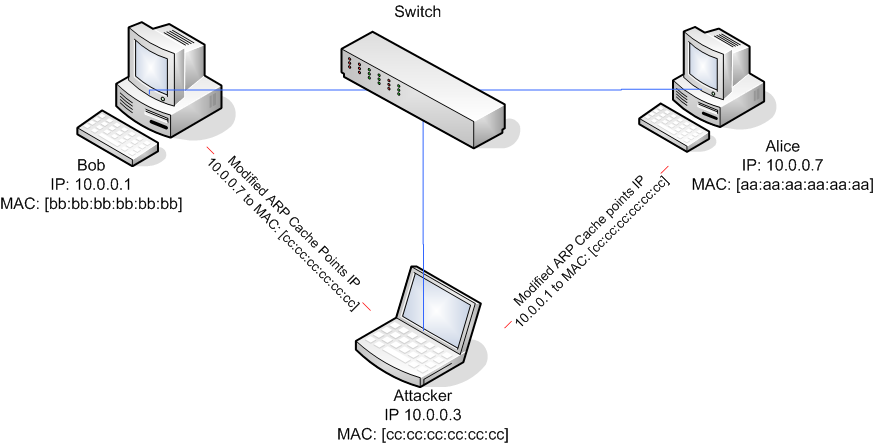 Switch
Bob
IP: 10.0.0.1
MAC: [bb:bb:bb:bb:bb:bb]
Alice
IP: 10.0.0.7
MAC: [aa:aa:aa:aa:aa:aa]
Modified ARP Cache Points IP
10.0.0.7 to MAC: [cc:cc:cc:cc:cc:cc]
Modified ARP Cache points IP
10.0.0.1 to MAC: [cc:cc:cc:cc:cc:cc]
Attacker
IP 10.0.0.3
MAC: [cc:cc:cc:cc:cc:cc]